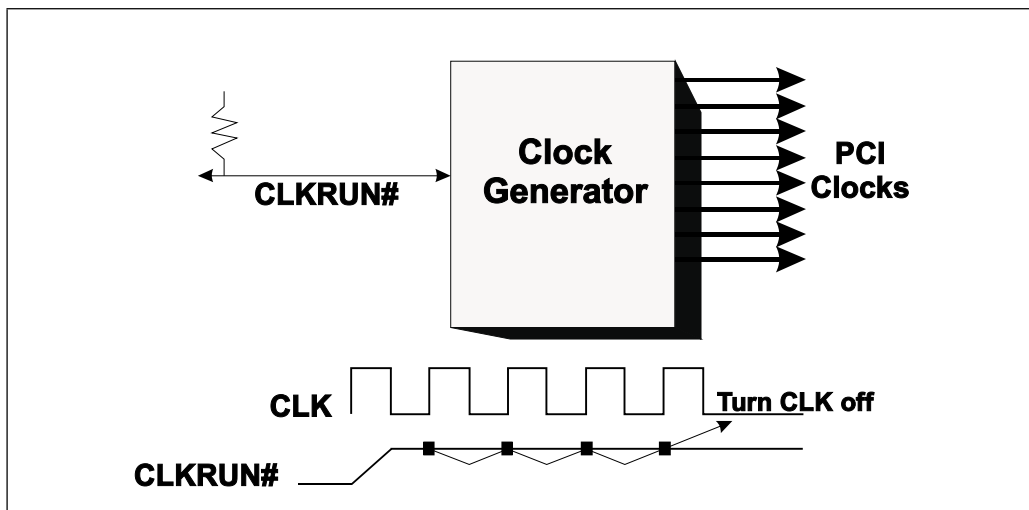 CLKRUN#
Clock
Generator
PCI
Clocks
CLK
Turn CLK off
CLKRUN#